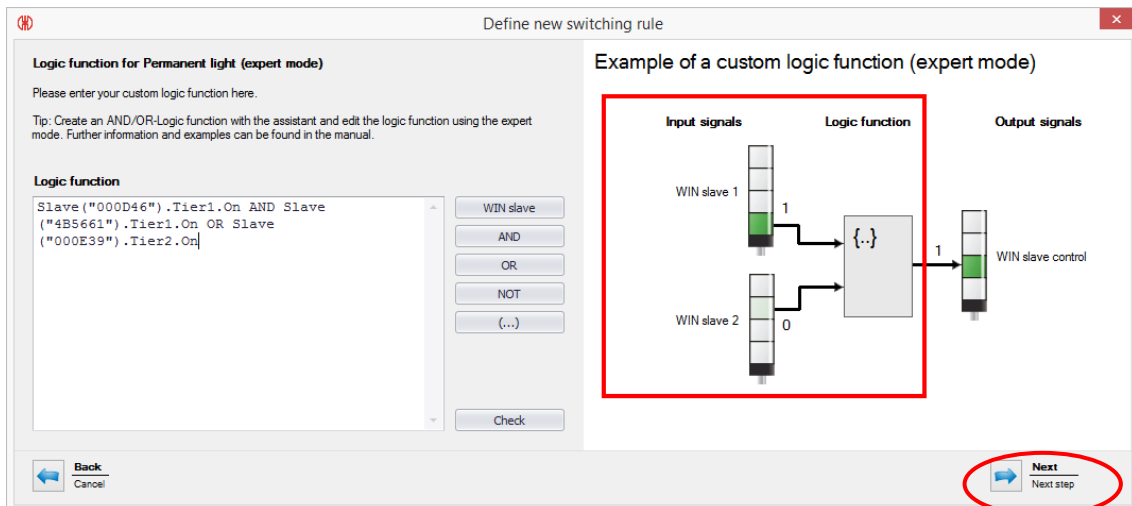 Define new switching rule
Logic function for Permanent light (expert mode)
Please enter your custom logic function here.
Tip: Create an AND/OR-Logic function with the assistant and edit the logic function using the expert
mode. Further information and examples can be found in the manual.
Logic function
Slave("000D46").Tier1.On AND Slave
("4B5661").Tier1.On OR Slave
("000E39").Tier2.On
WIN slave
AND
OR
NOT
(...)
Check
Example of a custom logic function (expert mode)
Input signals
Logic function
Output signals
WIN slave 1
1
{..}
1
WIN slave control
WIN slave 2
0
Back
Cancel
Next
Next step